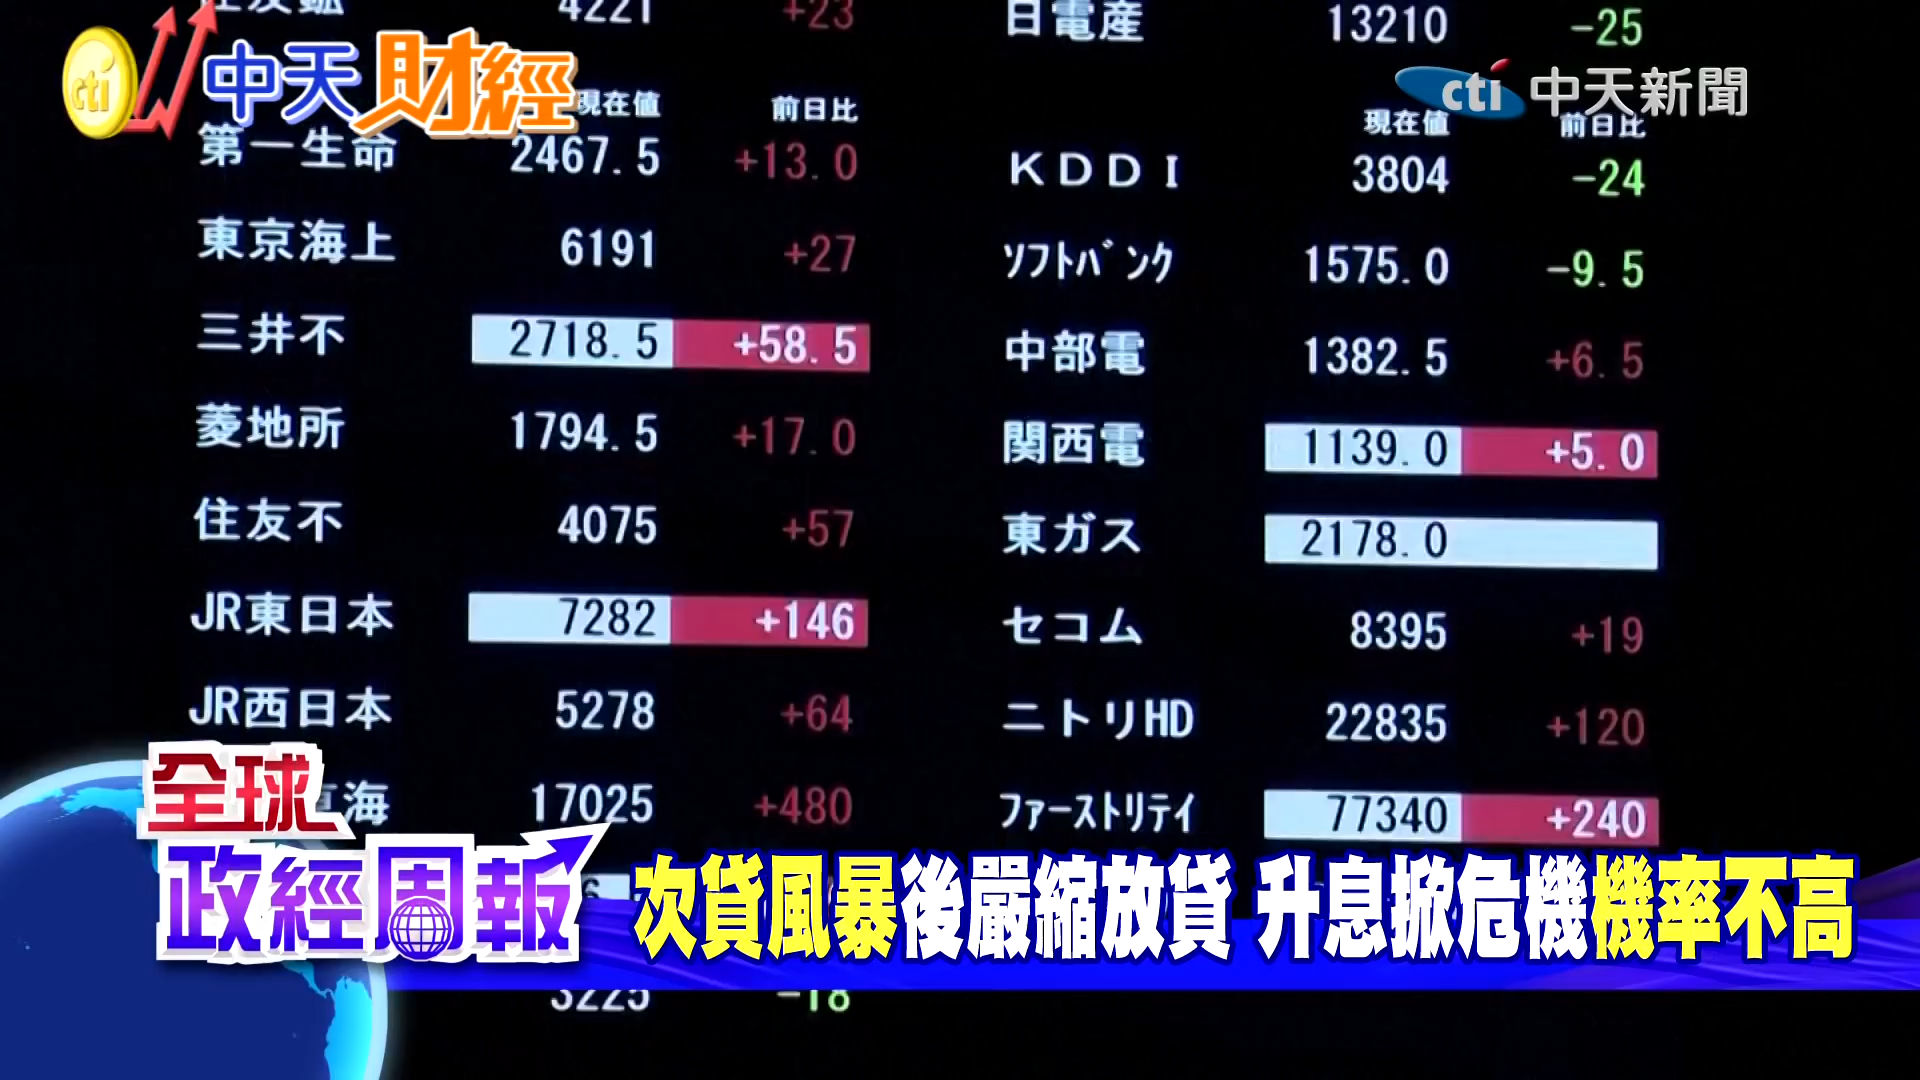 4221 +23
日電産 13210 -25
cti 中天財經
cti 中天新聞
現在値 前日比
現在値 前日比
第一生命 2467.5 +13.0
KDDI 3804 -24
東京海上 6191 +27
ソフトバンク 1575.0 -9.5
三井不 2718.5 +58.5
中部電 1382.5 +6.5
菱地所 1794.5 +17.0
関西電 1139.0 +5.0
住友不 4075 +57
東ガス 2178.0
JR東日本 7282 +146
セコム 8395 +19
JR西日本 5278 +64
ニトリHD 22835 +120
海 17025 +480
ファーストリテイ 77340 +240
全球
政經周報
次貸風暴後嚴縮放貸 升息掀危機機率不高
3225 -18